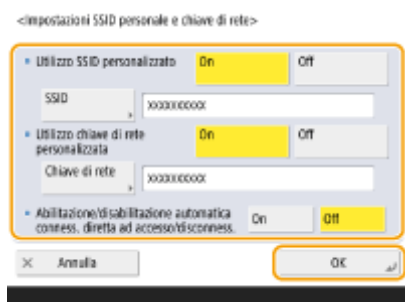 <Impostazioni SSID personale e chiave di rete>
Utilizzo SSID personalizzato On Off
SSID xxxxxxxxxx
Utilizzo chiave di rete On Off
personalizzata
Chiave di rete xxxxxxxxxx
Abilitazione/disabilitazione automatica On Off
conness. diretta ad accesso/disconness.
× Annulla OK